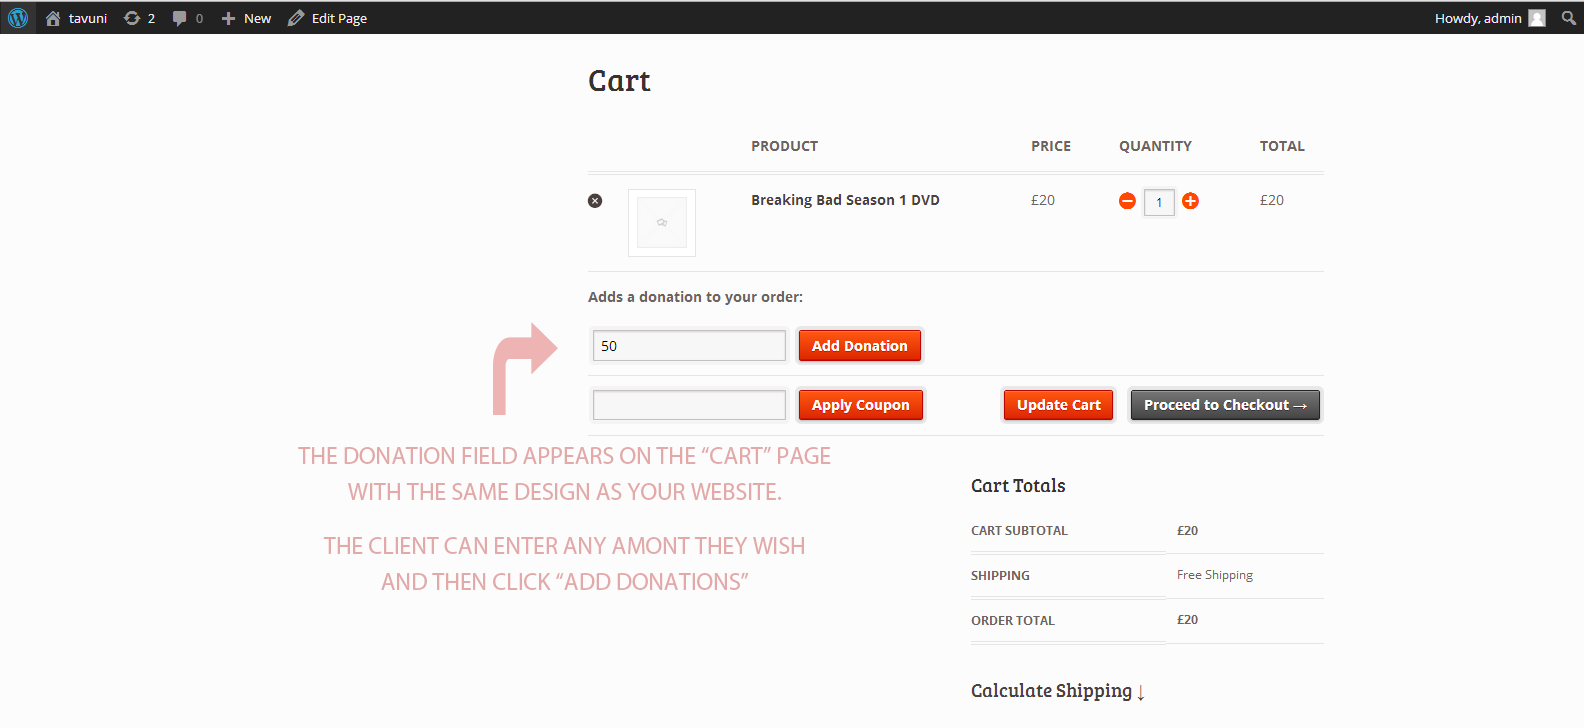 tavuni 2 0 New Edit Page Howdy, admin
Cart
PRODUCT PRICE QUANTITY TOTAL
Breaking Bad Season 1 DVD £20 1 £20
Adds a donation to your order:
50 Add Donation
Apply Coupon Update Cart Proceed to Checkout →
THE DONATION FIELD APPEARS ON THE “CART” PAGE
WITH THE SAME DESIGN AS YOUR WEBSITE.
THE CLIENT CAN ENTER ANY AMONT THEY WISH
AND THEN CLICK “ADD DONATIONS”
Cart Totals
CART SUBTOTAL £20
SHIPPING Free Shipping
ORDER TOTAL £20
Calculate Shipping ↓